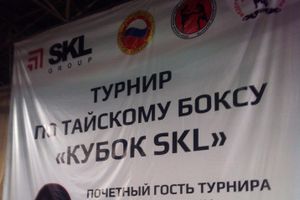 SKL
GROUP
ТУРНИР
ПО ТАЙСКОМУ БОКСУ
«КУБОК SKL»
ПОЧЕТНЫЙ ГОСТЬ ТУРНИРА